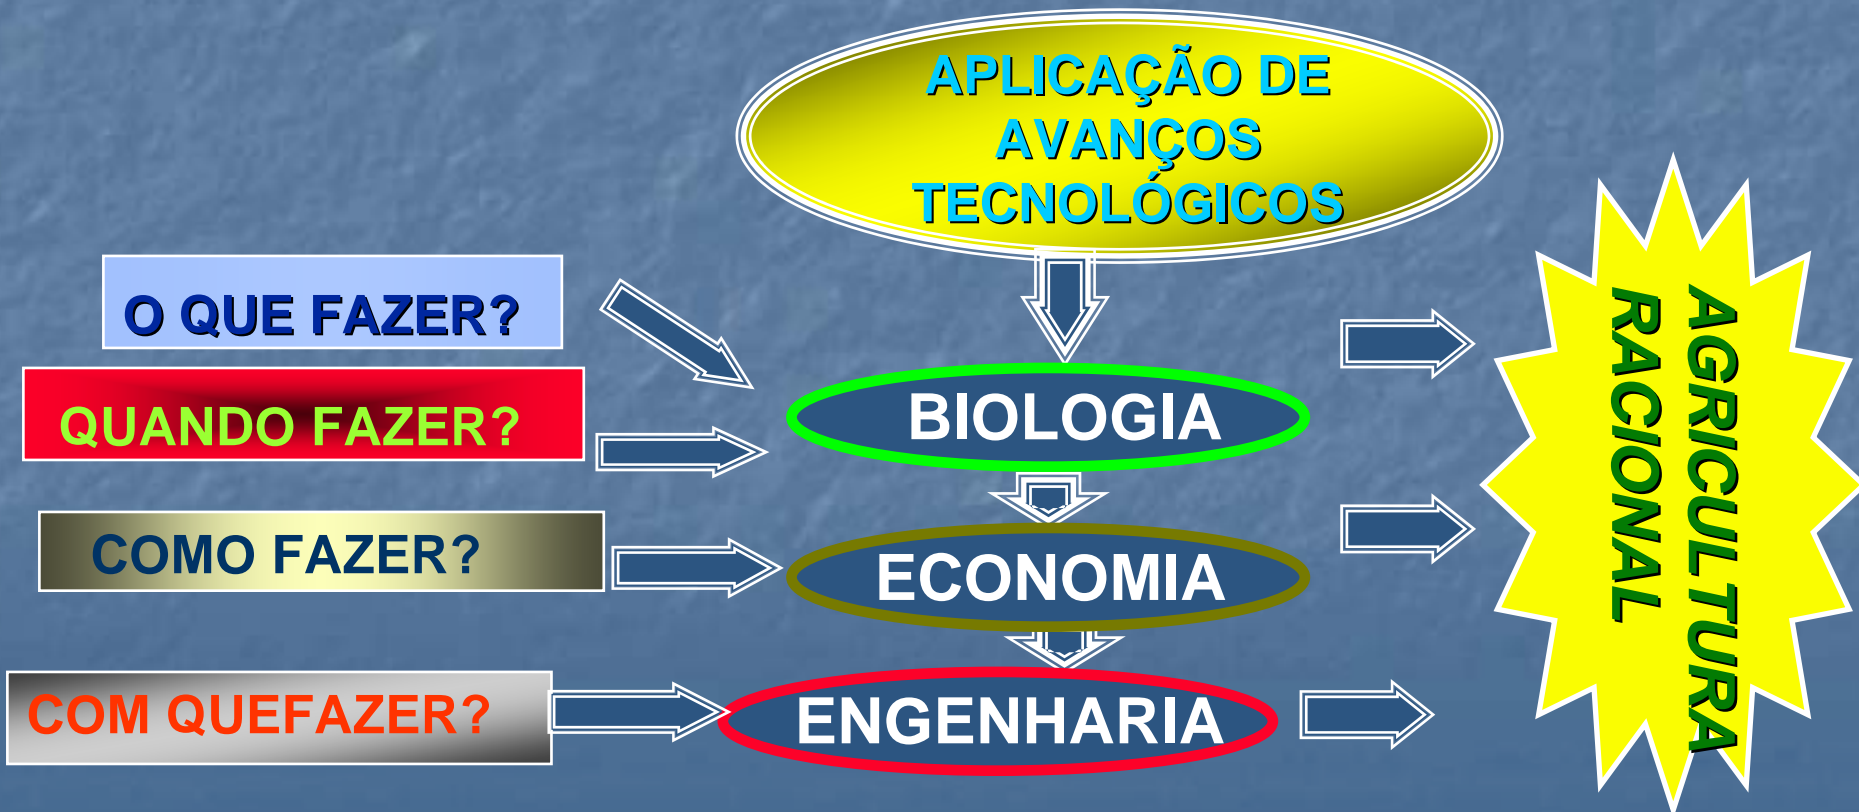 APLICAÇÃO DE
AVANÇOS
TECNOLÓGICOS
O QUE FAZER?
QUANDO FAZER?
COMO FAZER?
COM QUEFAZER?
BIOLOGIA
ECONOMIA
ENGENHARIA
AGRICULTURA
RACIONAL